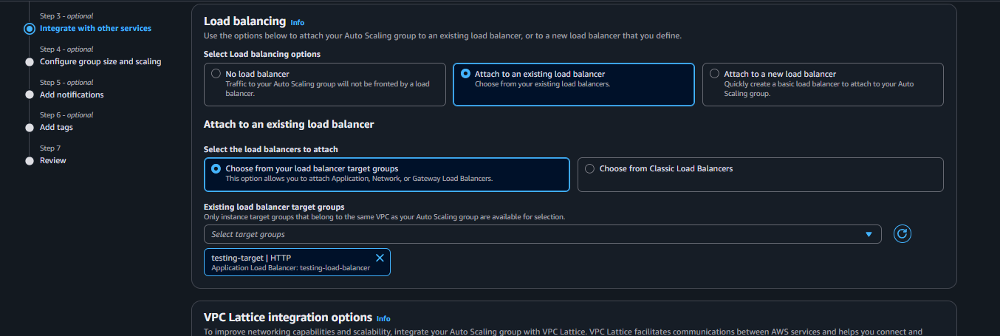 Step 3 - optional
Integrate with other services
Step 4 - optional
Configure group size and scaling
Step 5 - optional
Add notifications
Step 6 - optional
Add tags
Step 7
Review
Load balancing Info
Use the options below to attach your Auto Scaling group to an existing load balancer, or to a new load balancer that you define.
Select Load balancing options
No load balancer
Traffic to your Auto Scaling group will not be fronted by a load
balancer.
Attach to an existing load balancer
Choose from your existing load balancers.
Attach to a new load balancer
Quickly create a basic load balancer to attach to your Auto
Scaling group.
Attach to an existing load balancer
Select the load balancers to attach
Choose from your load balancer target groups
This option allows you to attach Application, Network, or Gateway Load Balancers.
Choose from Classic Load Balancers
Existing load balancer target groups
Only instance target groups that belong to the same VPC as your Auto Scaling group are available for selection.
Select target groups
testing-target | HTTP
Application Load Balancer: testing-load-balancer
VPC Lattice integration options Info
To improve networking capabilities and scalability, integrate your Auto Scaling group with VPC Lattice. VPC Lattice facilitates communications between AWS services and helps you connect and